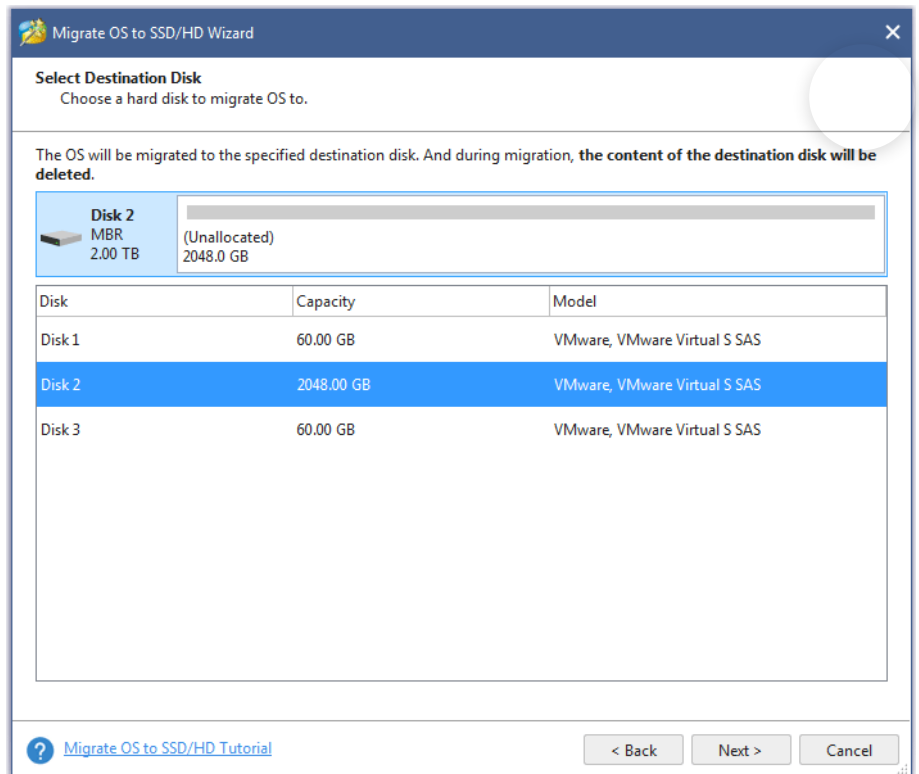 Migrate OS to SSD/HD Wizard
Select Destination Disk
Choose a hard disk to migrate OS to.
The OS will be migrated to the specified destination disk. And during migration, the content of the destination disk will be
deleted.
Disk 2
MBR
2.00 TB
(Unallocated)
2048.0 GB
Disk Capacity Model
Disk 1 60.00 GB VMware, VMware Virtual S SAS
Disk 2 2048.00 GB VMware, VMware Virtual S SAS
Disk 3 60.00 GB VMware, VMware Virtual S SAS
? Migrate OS to SSD/HD Tutorial < Back Next > Cancel